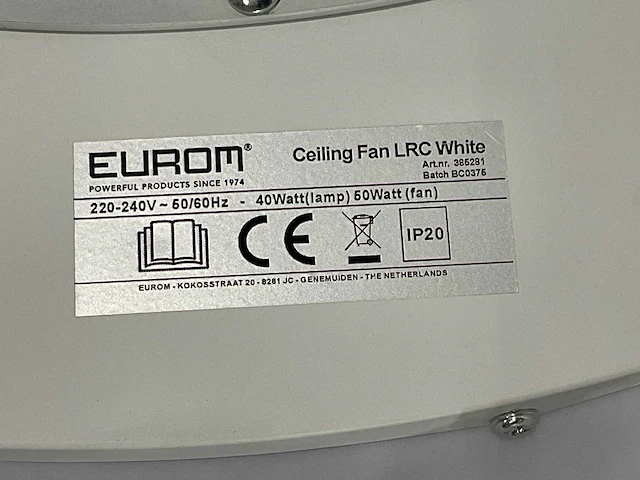 EUROM®
POWERFUL PRODUCTS SINCE 1974
Ceiling Fan LRC White
Art.nr. 385281
Batch BC0375
220-240V ~ 50/60Hz - 40Watt(lamp) 50Watt (fan)
CE
IP20
EUROM - KOKOSSTRAAT 20 - 8281 JC - GENEMUIDEN - THE NETHERLANDS